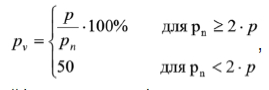 p_v = { p/p_n · 100% для p_n ≥ 2 · p
50 для p_n < 2 · p ,